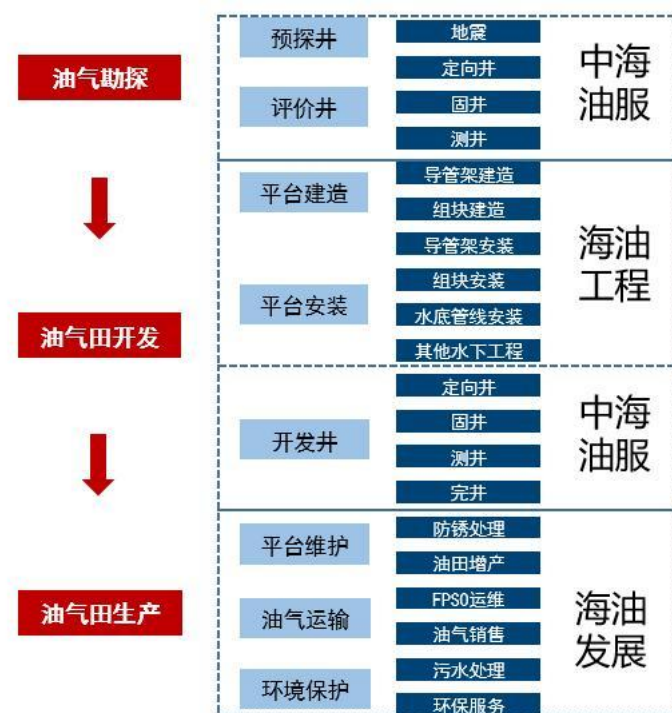 油气勘探
预探井
评价井
地震
定向井
固井
测井
中海
油服
油气田开发
平台建造
平台安装
导管架建造
组块建造
导管架安装
组块安装
水底管线安装
其他水下工程
海油
工程
开发井
定向井
固井
测井
完井
中海
油服
油气田生产
平台维护
油气运输
环境保护
防锈处理
油田增产
FPSO运维
油气销售
污水处理
环保服务
海油
发展